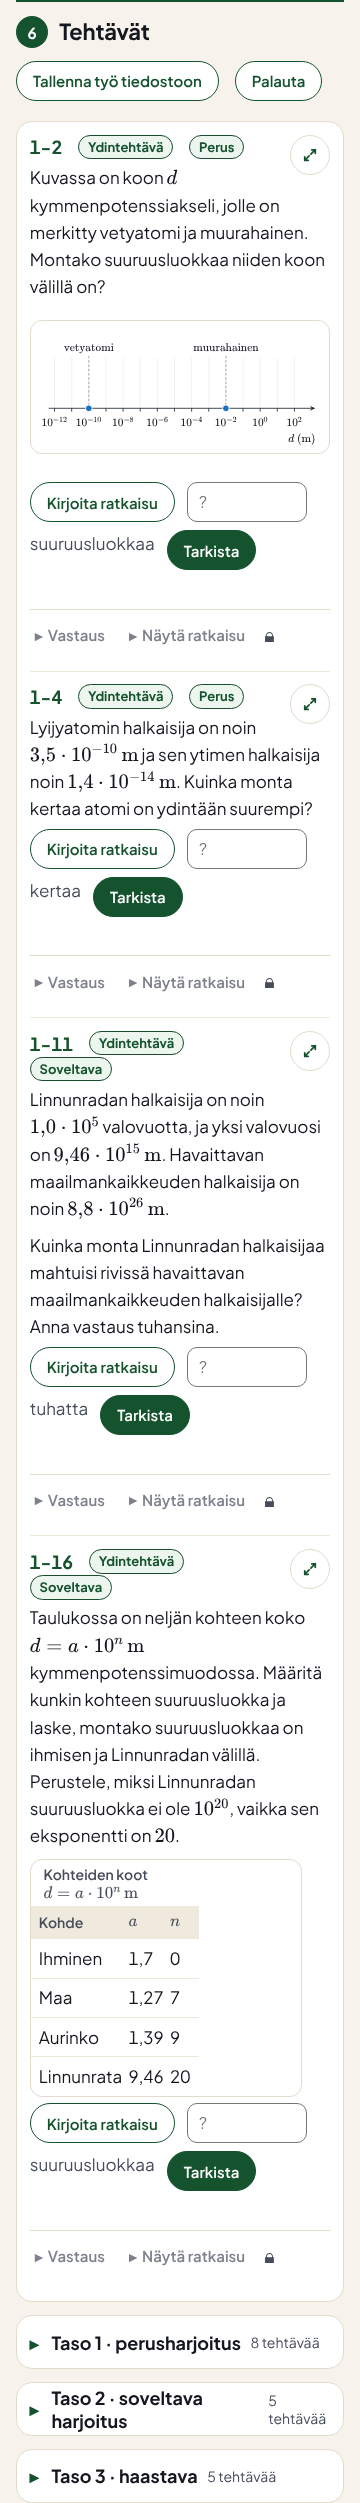 6 Tehtävät
Tallenna työ tiedostoon Palauta
1-2 Ydintehtävä Perus
Kuvassa on koon d
kymmenpotenssiakseli, jolle on
merkitty vetyatomi ja muurahainen.
Montako suuruusluokkaa niiden koon
välillä on?
vetyatomi muurahainen
10⁻¹² 10⁻¹⁰ 10⁻⁸ 10⁻⁶ 10⁻⁴ 10⁻² 10⁰ 10²
d (m)
Kirjoita ratkaisu ?
suuruusluokkaa Tarkista
▸ Vastaus ▸ Näytä ratkaisu
1-4 Ydintehtävä Perus
Lyijyatomin halkaisija on noin
3,5 · 10⁻¹⁰ m ja sen ytimen halkaisija
noin 1,4 · 10⁻¹⁴ m. Kuinka monta
kertaa atomi on ydintään suurempi?
Kirjoita ratkaisu ?
kertaa Tarkista
▸ Vastaus ▸ Näytä ratkaisu
1-11 Ydintehtävä
Soveltava
Linnunradan halkaisija on noin
1,0 · 10⁵ valovuotta, ja yksi valovuosi
on 9,46 · 10¹⁵ m. Havaittavan
maailmankaikkeuden halkaisija on
noin 8,8 · 10²⁶ m.
Kuinka monta Linnunradan halkaisijaa
mahtuisi rivissä havaittavan
maailmankaikkeuden halkaisijalle?
Anna vastaus tuhansina.
Kirjoita ratkaisu ?
tuhatta Tarkista
▸ Vastaus ▸ Näytä ratkaisu
1-16 Ydintehtävä
Soveltava
Taulukossa on neljän kohteen koko
d = a · 10ⁿ m
kymmenpotenssimuodossa. Määritä
kunkin kohteen suuruusluokka ja
laske, montako suuruusluokkaa on
ihmisen ja Linnunradan välillä.
Perustele, miksi Linnunradan
suuruusluokka ei ole 10²⁰, vaikka sen
eksponentti on 20.
Kohteiden koot
d = a · 10ⁿ m
Kohde a n
Ihminen 1,7 0
Maa 1,27 7
Aurinko 1,39 9
Linnunrata 9,46 20
Kirjoita ratkaisu ?
suuruusluokkaa Tarkista
▸ Vastaus ▸ Näytä ratkaisu
▸ Taso 1 · perusharjoitus 8 tehtävää
▸ Taso 2 · soveltava 5
harjoitus tehtävää
▸ Taso 3 · haastava 5 tehtävää